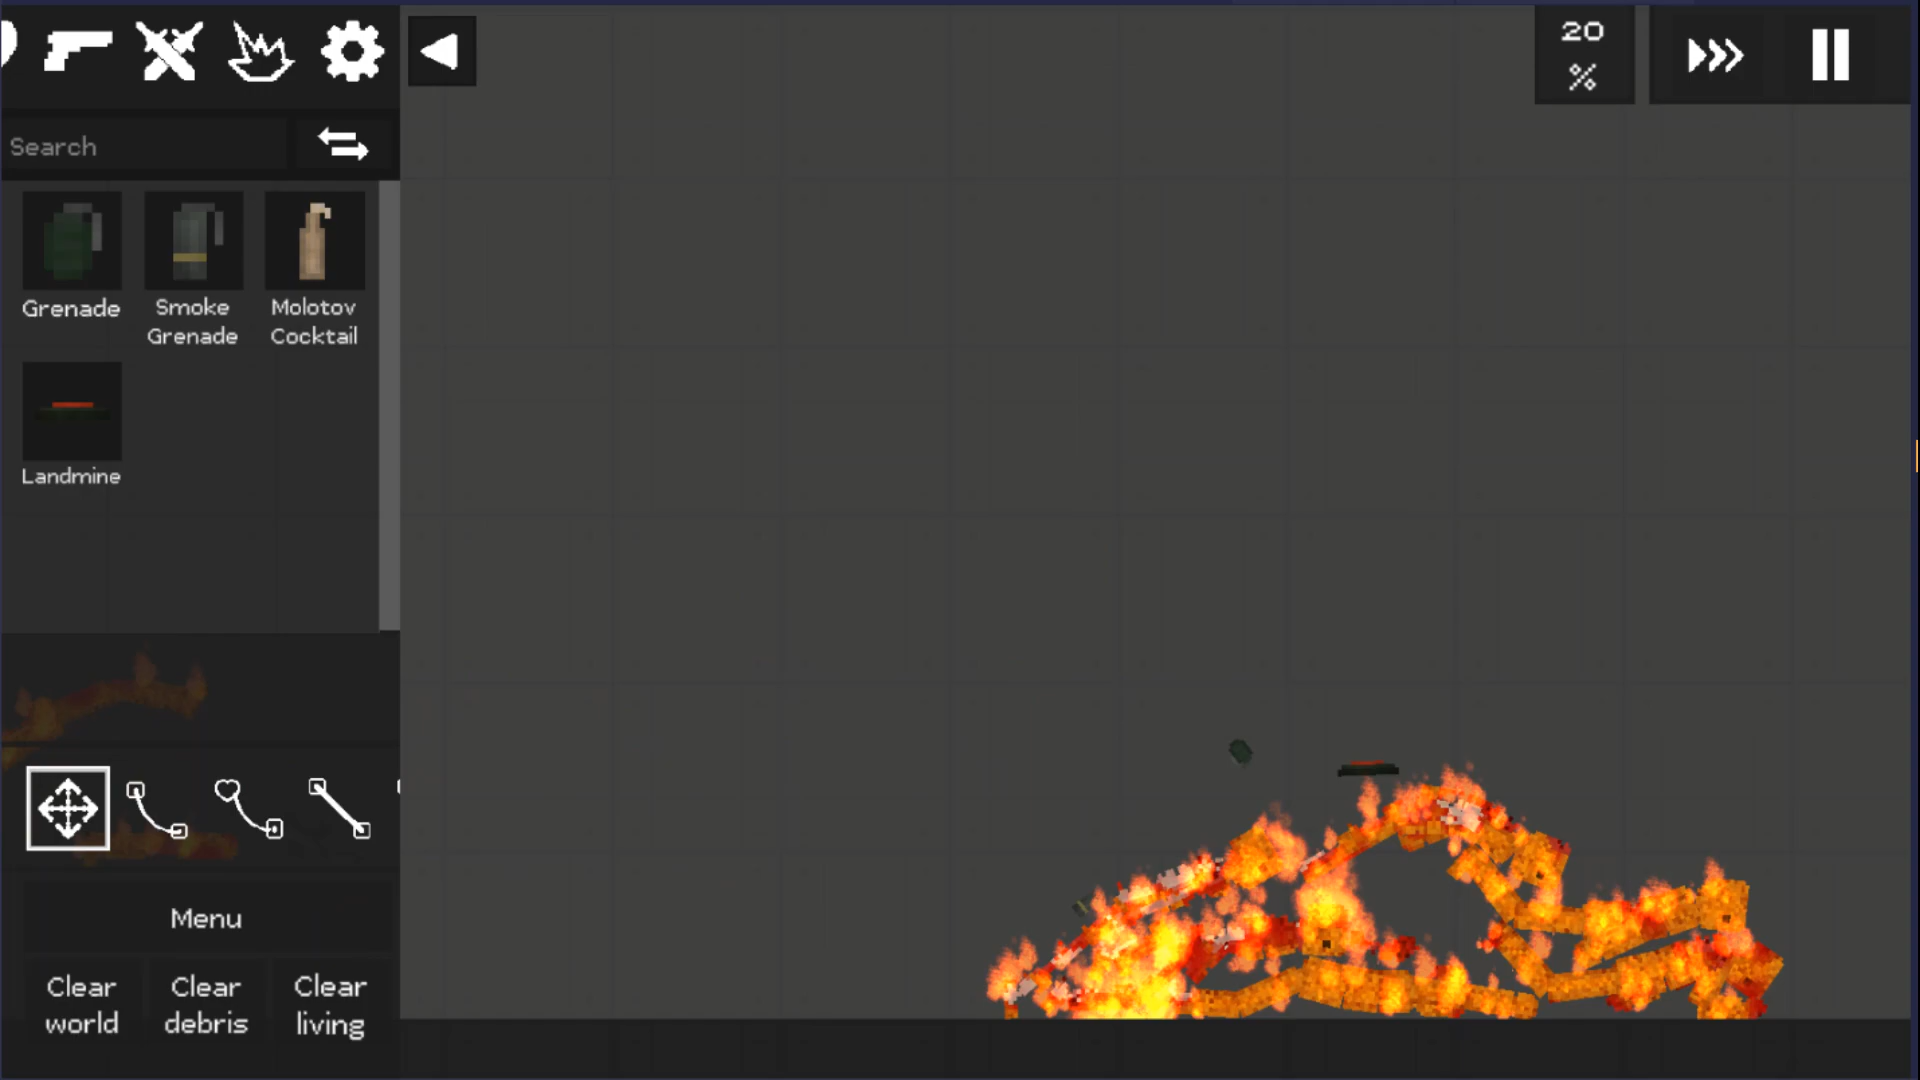 20
%
Search
Grenade
Smoke
Grenade
Molotov
Cocktail
Landmine
Menu
Clear
world
Clear
debris
Clear
living